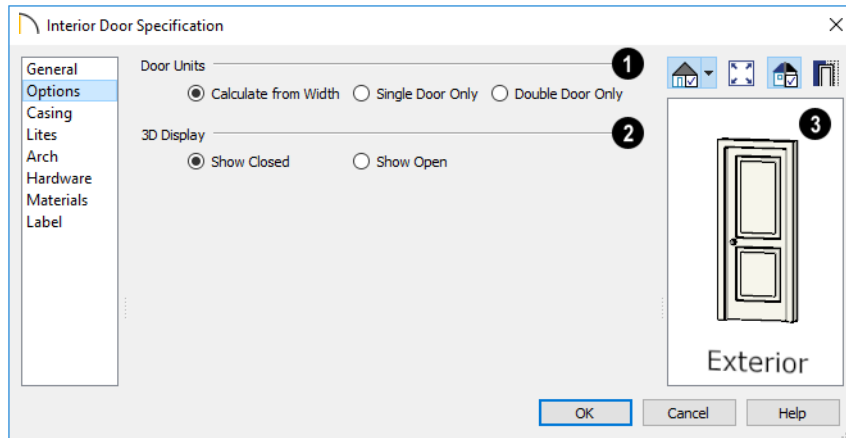 Interior Door Specification
General
Options
Casing
Lites
Arch
Hardware
Materials
Label
Door Units
1
Calculate from Width Single Door Only Double Door Only
3D Display
2
Show Closed Show Open
3
Exterior
OK Cancel Help